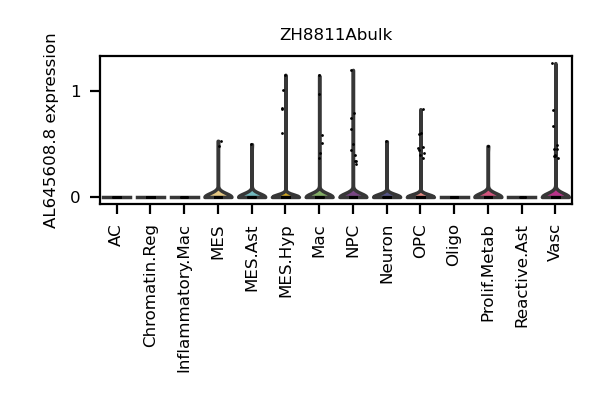 ZH8811Abulk
AL645608.8 expression
1
0
AC
Chromatin.Reg
Inflammatory.Mac
MES
MES.Ast
MES.Hyp
Mac
NPC
Neuron
OPC
Oligo
Prolif.Metab
Reactive.Ast
Vasc